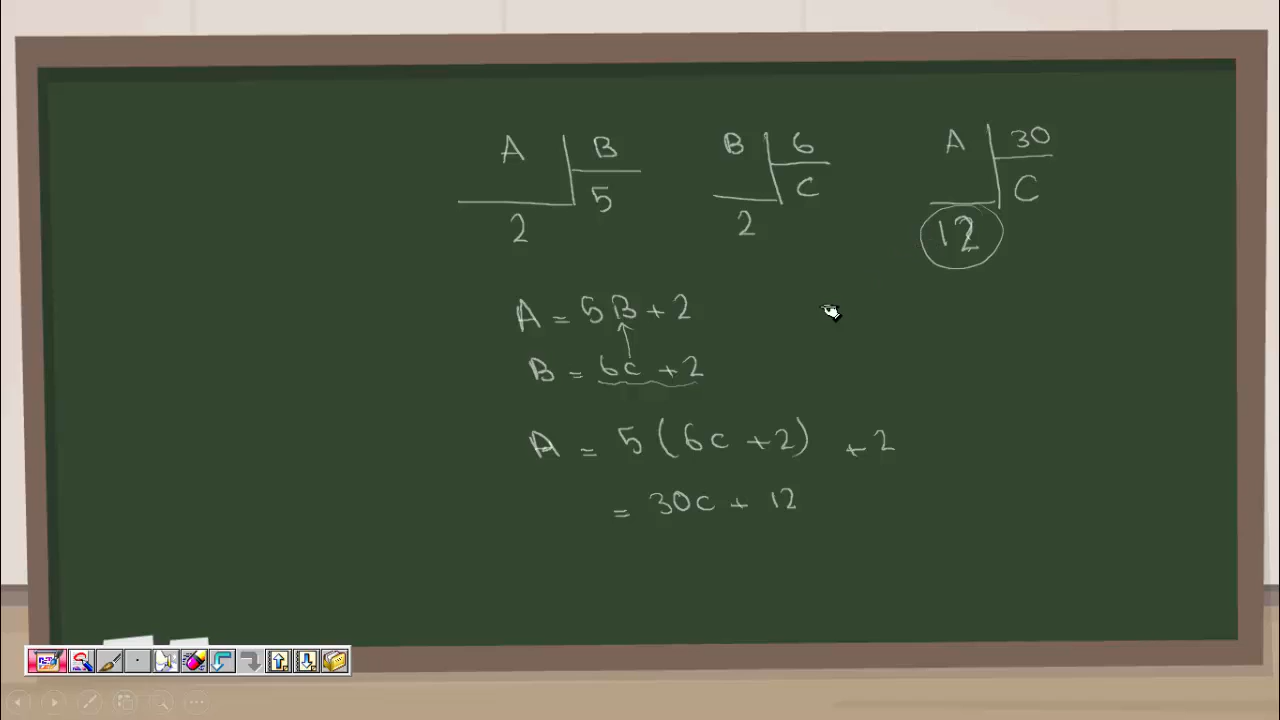 A B B 6 A 30
5 C C
2 2 12
A = 5B + 2
B = 6c + 2
A = 5 (6c + 2) + 2
= 30c + 12